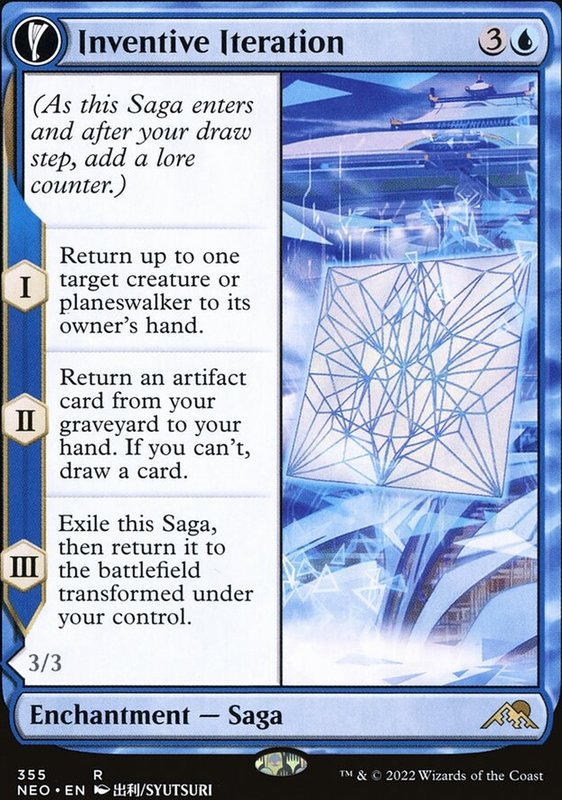 Inventive Iteration 3
(As this Saga enters
and after your draw
step, add a lore
counter.)
I
Return up to one
target creature or
planeswalker to its
owner's hand.
II
Return an artifact
card from your
graveyard to your
hand. If you can't,
draw a card.
III
Exile this Saga,
then return it to
the battlefield
transformed under
your control.
3/3
Enchantment — Saga
355 R
NEO • EN 出利/SYUTSURI
™ & © 2022 Wizards of the Coast